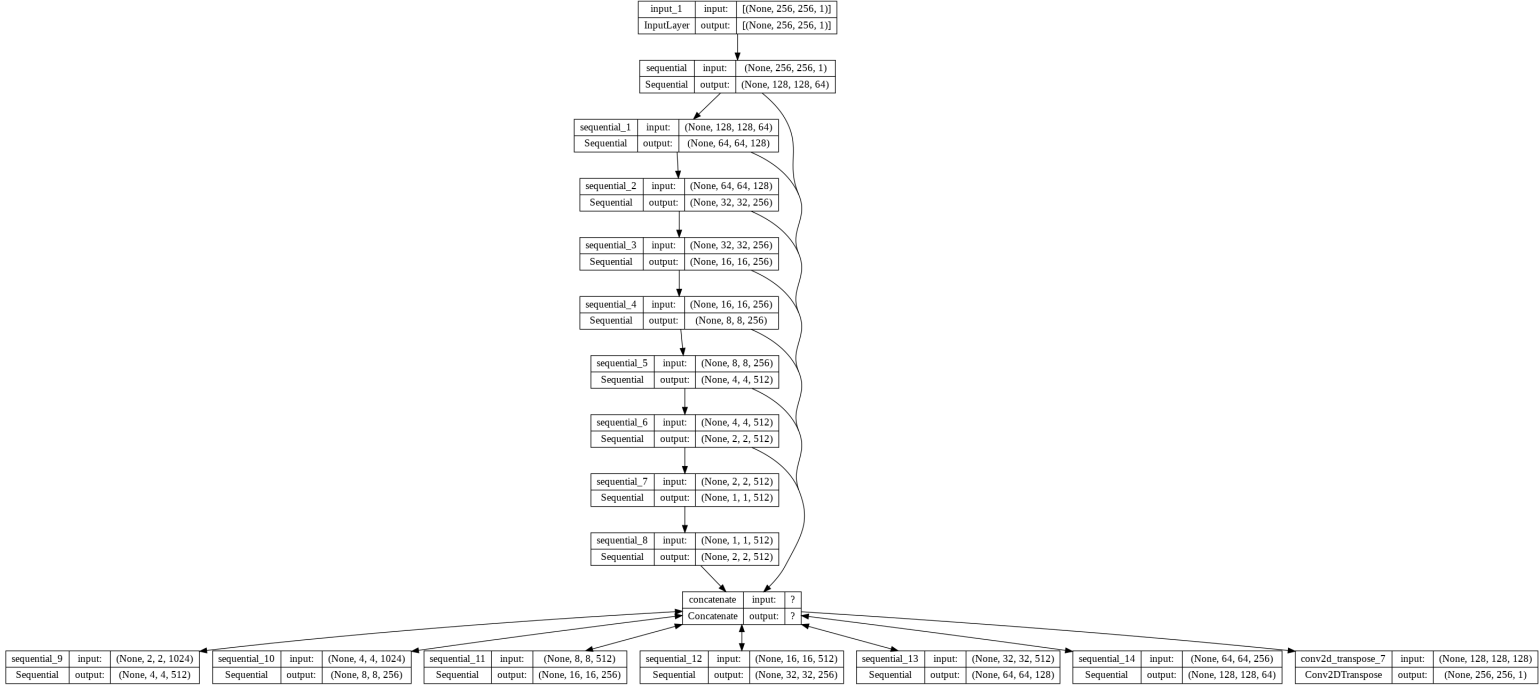 input_1 input: [(None, 256, 256, 1)]
InputLayer output: [(None, 256, 256, 1)]
sequential input: (None, 256, 256, 1)
Sequential output: (None, 128, 128, 64)
sequential_1 input: (None, 128, 128, 64)
Sequential output: (None, 64, 64, 128)
sequential_2 input: (None, 64, 64, 128)
Sequential output: (None, 32, 32, 256)
sequential_3 input: (None, 32, 32, 256)
Sequential output: (None, 16, 16, 256)
sequential_4 input: (None, 16, 16, 256)
Sequential output: (None, 8, 8, 256)
sequential_5 input: (None, 8, 8, 256)
Sequential output: (None, 4, 4, 512)
sequential_6 input: (None, 4, 4, 512)
Sequential output: (None, 2, 2, 512)
sequential_7 input: (None, 2, 2, 512)
Sequential output: (None, 1, 1, 512)
sequential_8 input: (None, 1, 1, 512)
Sequential output: (None, 2, 2, 512)
concatenate input: ?
Concatenate output: ?
sequential_9 input: (None, 2, 2, 1024)
Sequential output: (None, 4, 4, 512)
sequential_10 input: (None, 4, 4, 1024)
Sequential output: (None, 8, 8, 256)
sequential_11 input: (None, 8, 8, 512)
Sequential output: (None, 16, 16, 256)
sequential_12 input: (None, 16, 16, 512)
Sequential output: (None, 32, 32, 256)
sequential_13 input: (None, 32, 32, 512)
Sequential output: (None, 64, 64, 128)
sequential_14 input: (None, 64, 64, 256)
Sequential output: (None, 128, 128, 64)
conv2d_transpose_7 input: (None, 128, 128, 128)
Conv2DTranspose output: (None, 256, 256, 1)